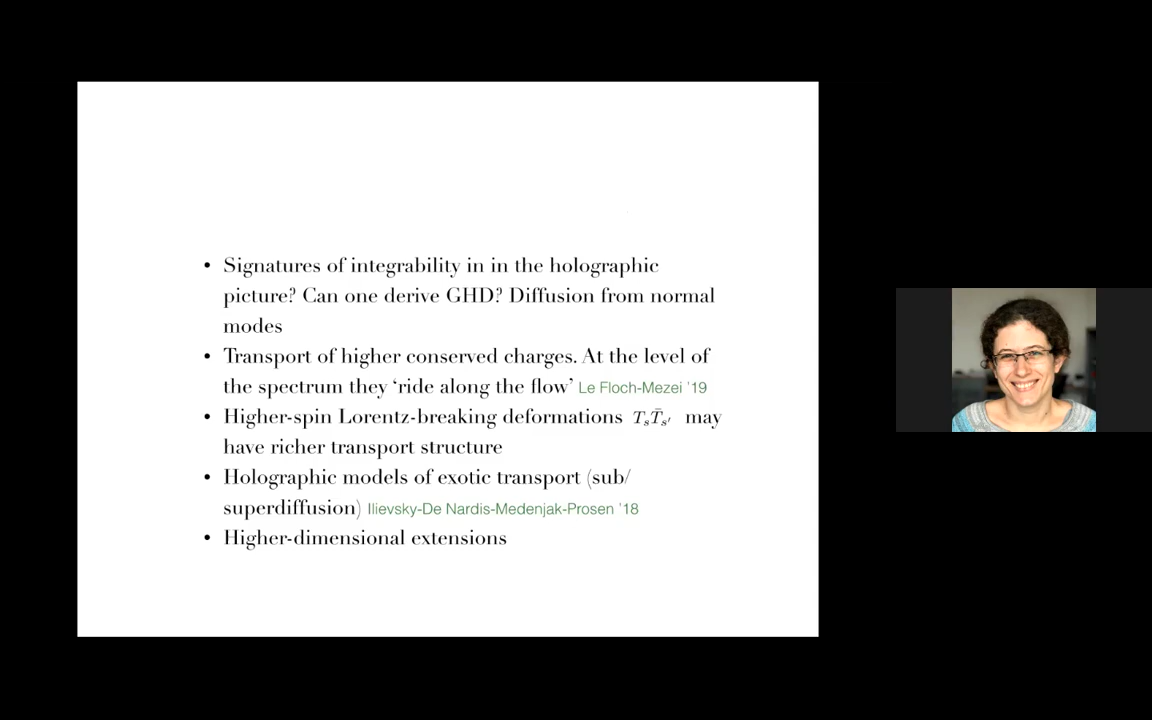 • Signatures of integrability in in the holographic
picture? Can one derive GHD? Diffusion from normal
modes
• Transport of higher conserved charges. At the level of
the spectrum they ‘ride along the flow’ Le Floch-Mezei ’19
• Higher-spin Lorentz-breaking deformations $T_s\bar{T}_{s'}$ may
have richer transport structure
• Holographic models of exotic transport (sub/
superdiffusion) Ilievsky-De Nardis-Medenjak-Prosen ’18
• Higher-dimensional extensions